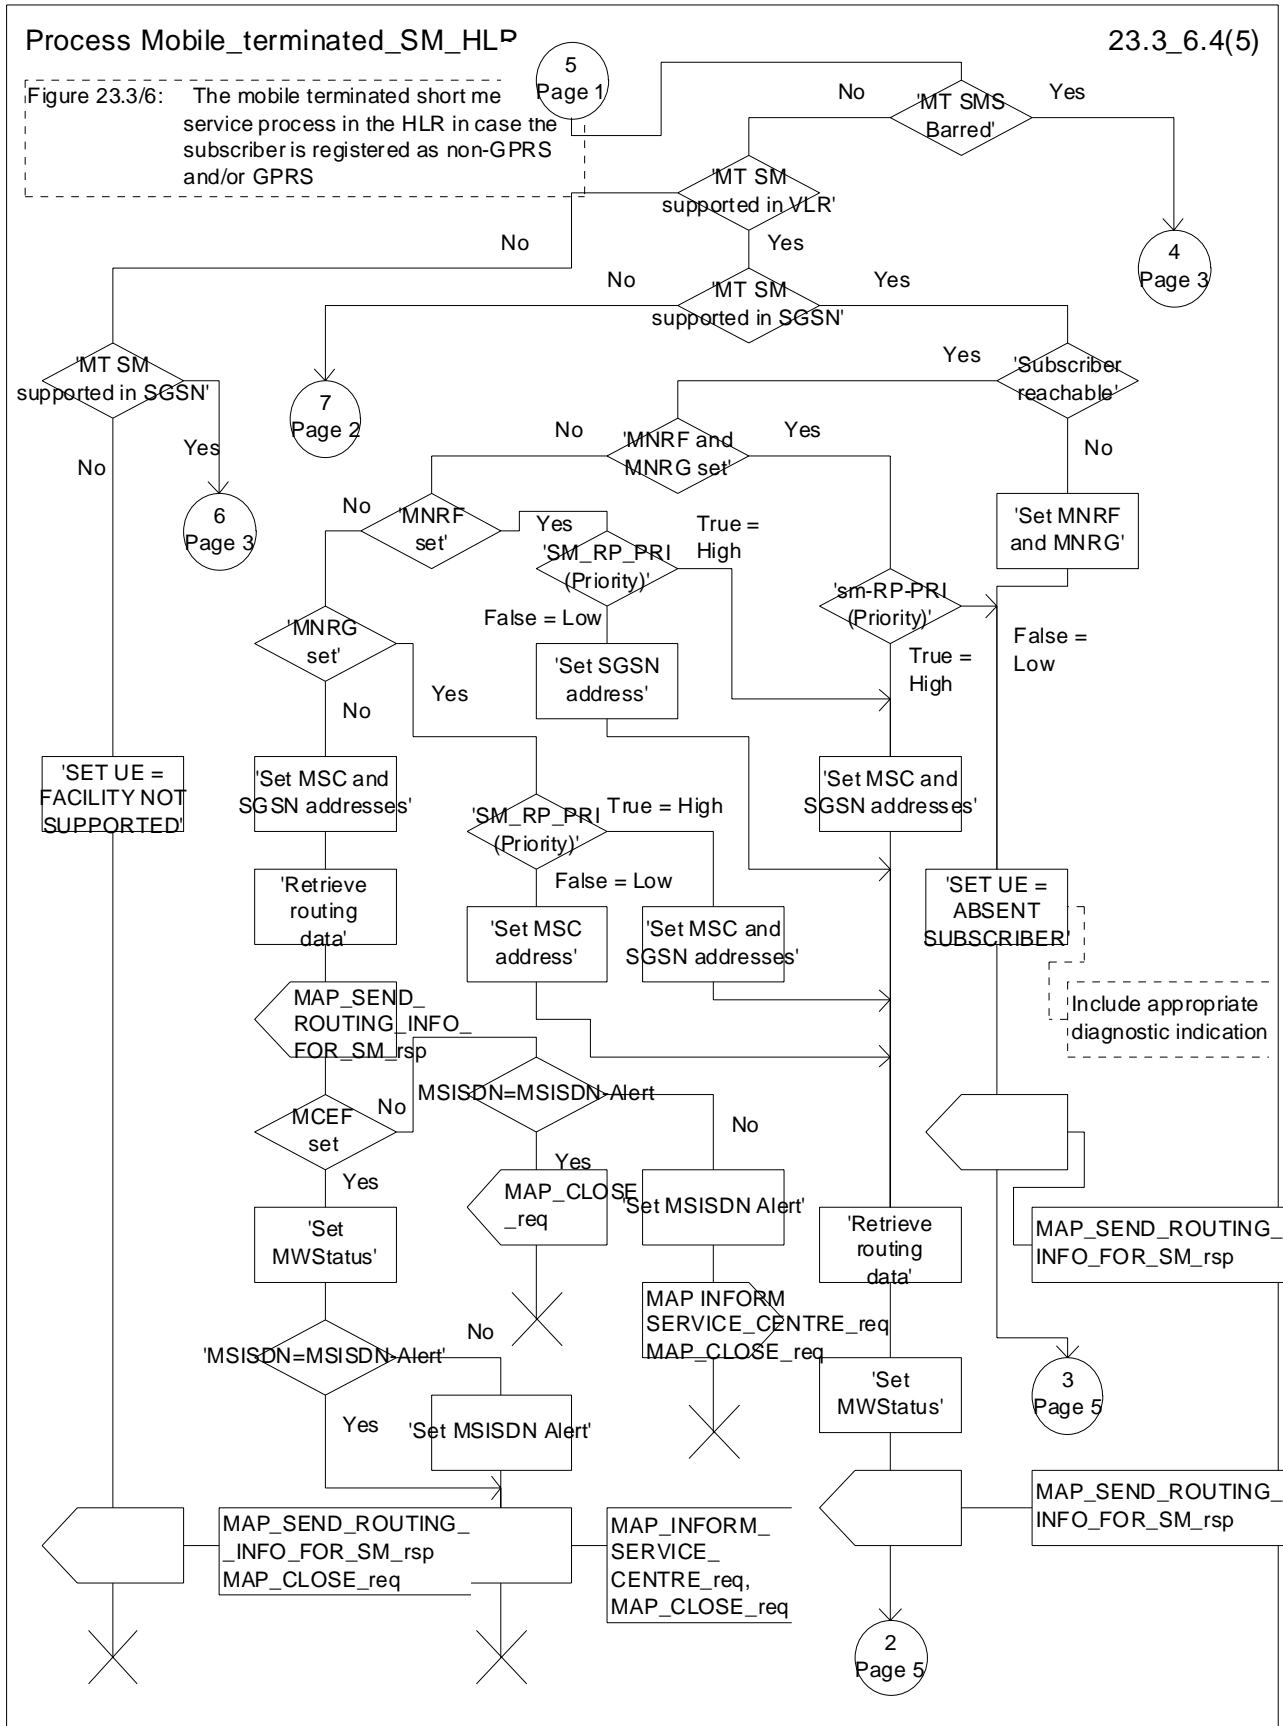 Process Mobile_terminated_SM_HLR
23.3_6.4(5)
5
Page 1
Figure 23.3/6: The mobile terminated short me
service process in the HLR in case the
subscriber is registered as non-GPRS
and/or GPRS
No
'MT SMS
Barred'
Yes
'MT SM
supported in VLR'
No
Yes
4
Page 3
No
'MT SM
supported in SGSN'
Yes
'MT SM
supported in SGSN'
Yes
'Subscriber
reachable'
7
Page 2
No
'MNRF and
MNRG set'
Yes
No
No
Yes
6
Page 3
No
'MNRF
set'
Yes
'SM_RP_PRI
(Priority)'
True =
High
'Set MNRF
and MNRG'
'sm-RP-PRI
(Priority)'
False = Low
'MNRG
set'
'Set SGSN
address'
True =
High
False =
Low
Yes
No
'SET UE =
FACILITY NOT
SUPPORTED'
'Set MSC and
SGSN addresses'
'SM_RP_PRI
(Priority)'
True = High
'Set MSC and
SGSN addresses'
'Retrieve
routing
data'
False = Low
'Set MSC
address'
'Set MSC and
SGSN addresses'
'SET UE =
ABSENT
SUBSCRIBER'
Include appropriate
diagnostic indication
MAP_SEND_
ROUTING_INFO_
FOR_SM_rsp
MSISDN=MSISDN-Alert
MCEF
set
No
No
Yes
Yes
MAP_CLOSE
_req
'Set MSISDN Alert'
'Set
MWStatus'
'Retrieve
routing
data'
MAP_SEND_ROUTING_
INFO_FOR_SM_rsp
MAP INFORM
SERVICE_CENTRE_req
MAP_CLOSE_req
'MSISDN=MSISDN-Alert'
No
Yes
'Set MSISDN Alert'
'Set
MWStatus'
3
Page 5
MAP_SEND_ROUTING_
_INFO_FOR_SM_rsp
MAP_CLOSE_req
MAP_INFORM_
SERVICE_
CENTRE_req,
MAP_CLOSE_req
MAP_SEND_ROUTING_
INFO_FOR_SM_rsp
2
Page 5